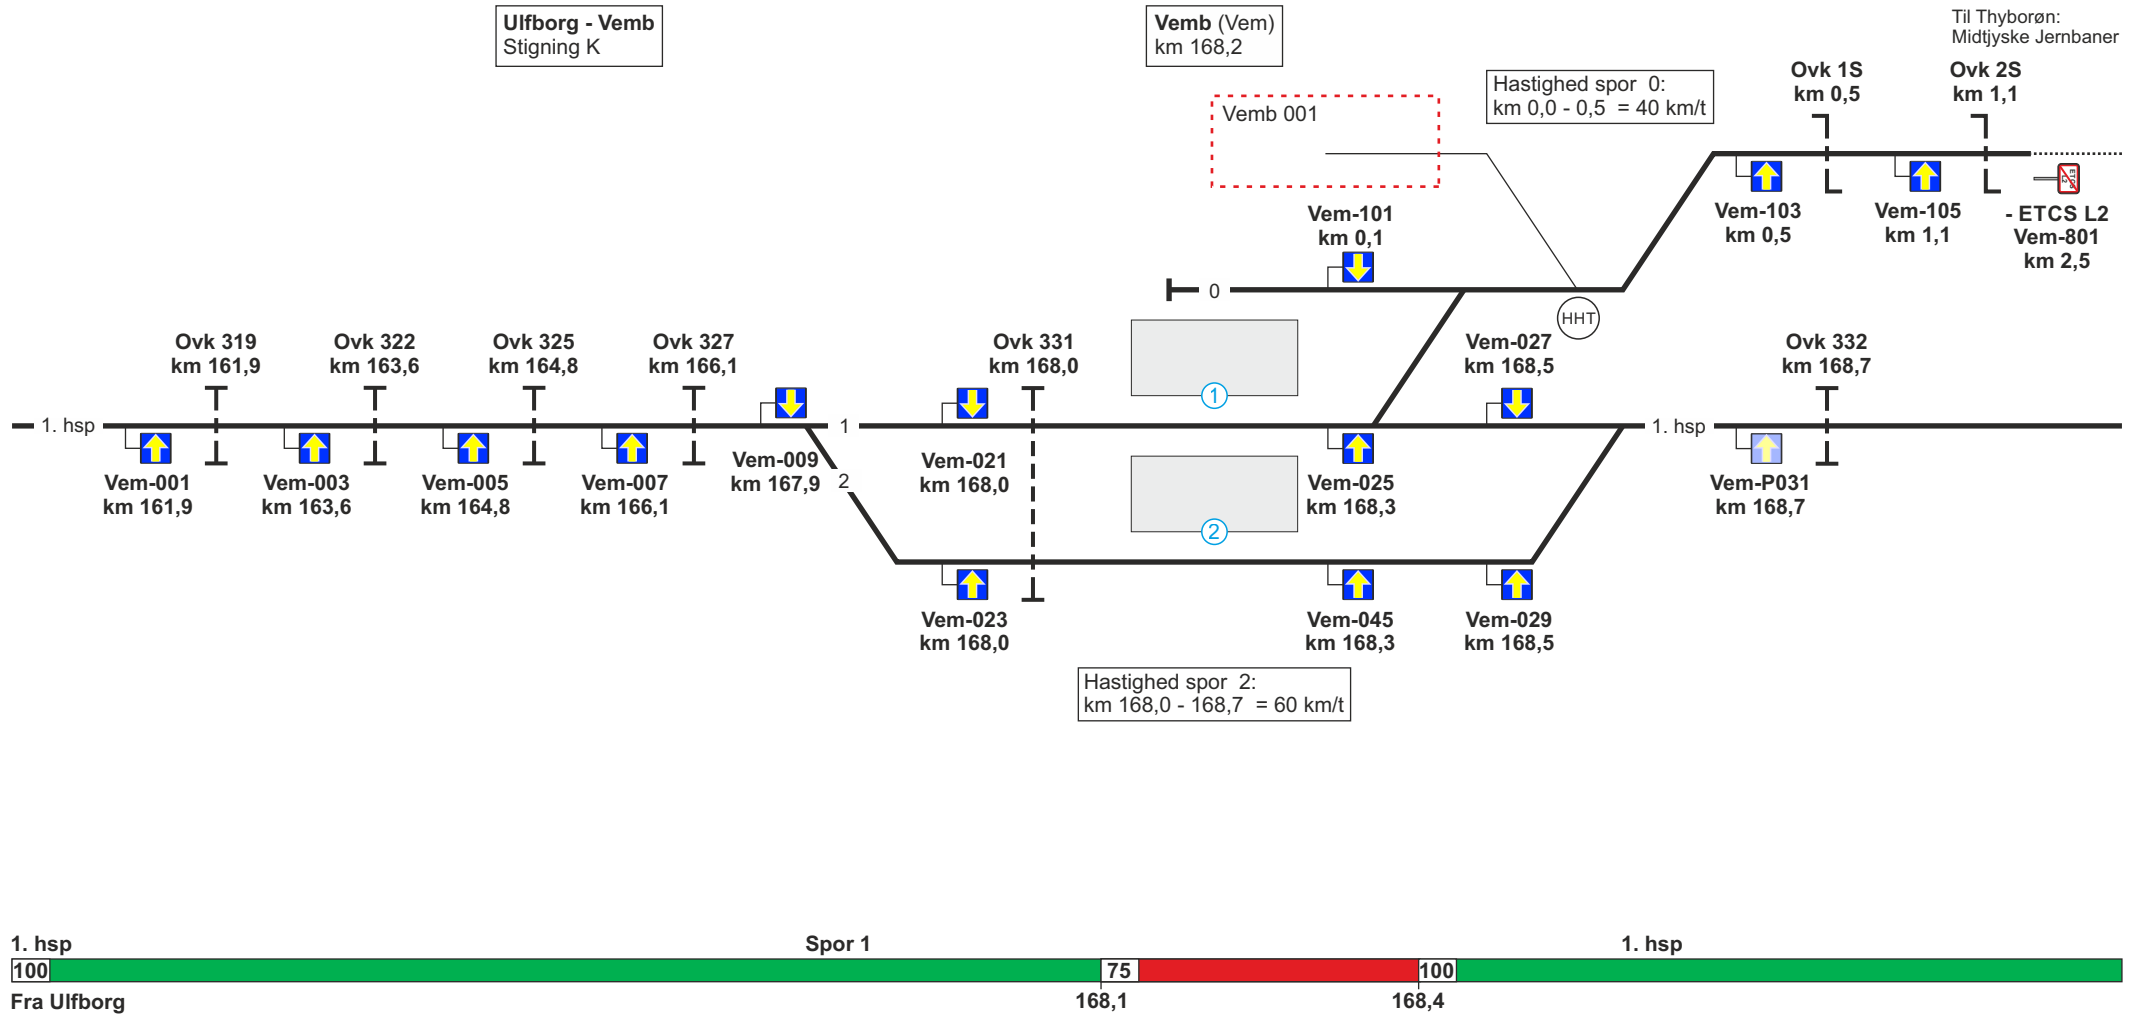 Ulfborg - Vemb
Stigning K
Vemb (Vem)
km 168,2
Til Thyborøn:
Midtjyske Jernbaner
Hastighed spor 0:
km 0,0 - 0,5 = 40 km/t
Ovk 1S
km 0,5
Ovk 2S
km 1,1
Vemb 001
Vem-101
km 0,1
Vem-103
km 0,5
Vem-105
km 1,1
ETCS
L2
- ETCS L2
Vem-801
km 2,5
0
HHT
Ovk 319
km 161,9
Ovk 322
km 163,6
Ovk 325
km 164,8
Ovk 327
km 166,1
Ovk 331
km 168,0
Vem-027
km 168,5
Ovk 332
km 168,7
1
1. hsp
1
1. hsp
Vem-001
km 161,9
Vem-003
km 163,6
Vem-005
km 164,8
Vem-007
km 166,1
Vem-009
km 167,9
2
Vem-021
km 168,0
Vem-025
km 168,3
Vem-P031
km 168,7
2
Vem-023
km 168,0
Vem-045
km 168,3
Vem-029
km 168,5
Hastighed spor 2:
km 168,0 - 168,7 = 60 km/t
1. hsp
Spor 1
1. hsp
100
75
100
Fra Ulfborg
168,1
168,4